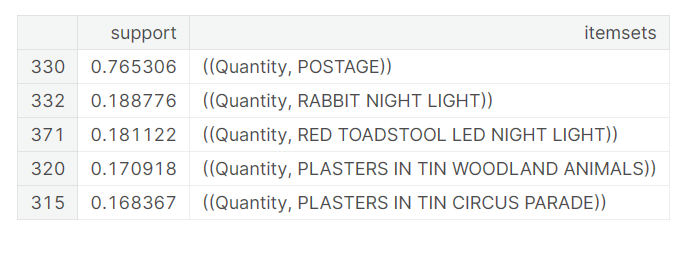 support itemsets
330 0.765306 ((Quantity, POSTAGE))
332 0.188776 ((Quantity, RABBIT NIGHT LIGHT))
371 0.181122 ((Quantity, RED TOADSTOOL LED NIGHT LIGHT))
320 0.170918 ((Quantity, PLASTERS IN TIN WOODLAND ANIMALS))
315 0.168367 ((Quantity, PLASTERS IN TIN CIRCUS PARADE))